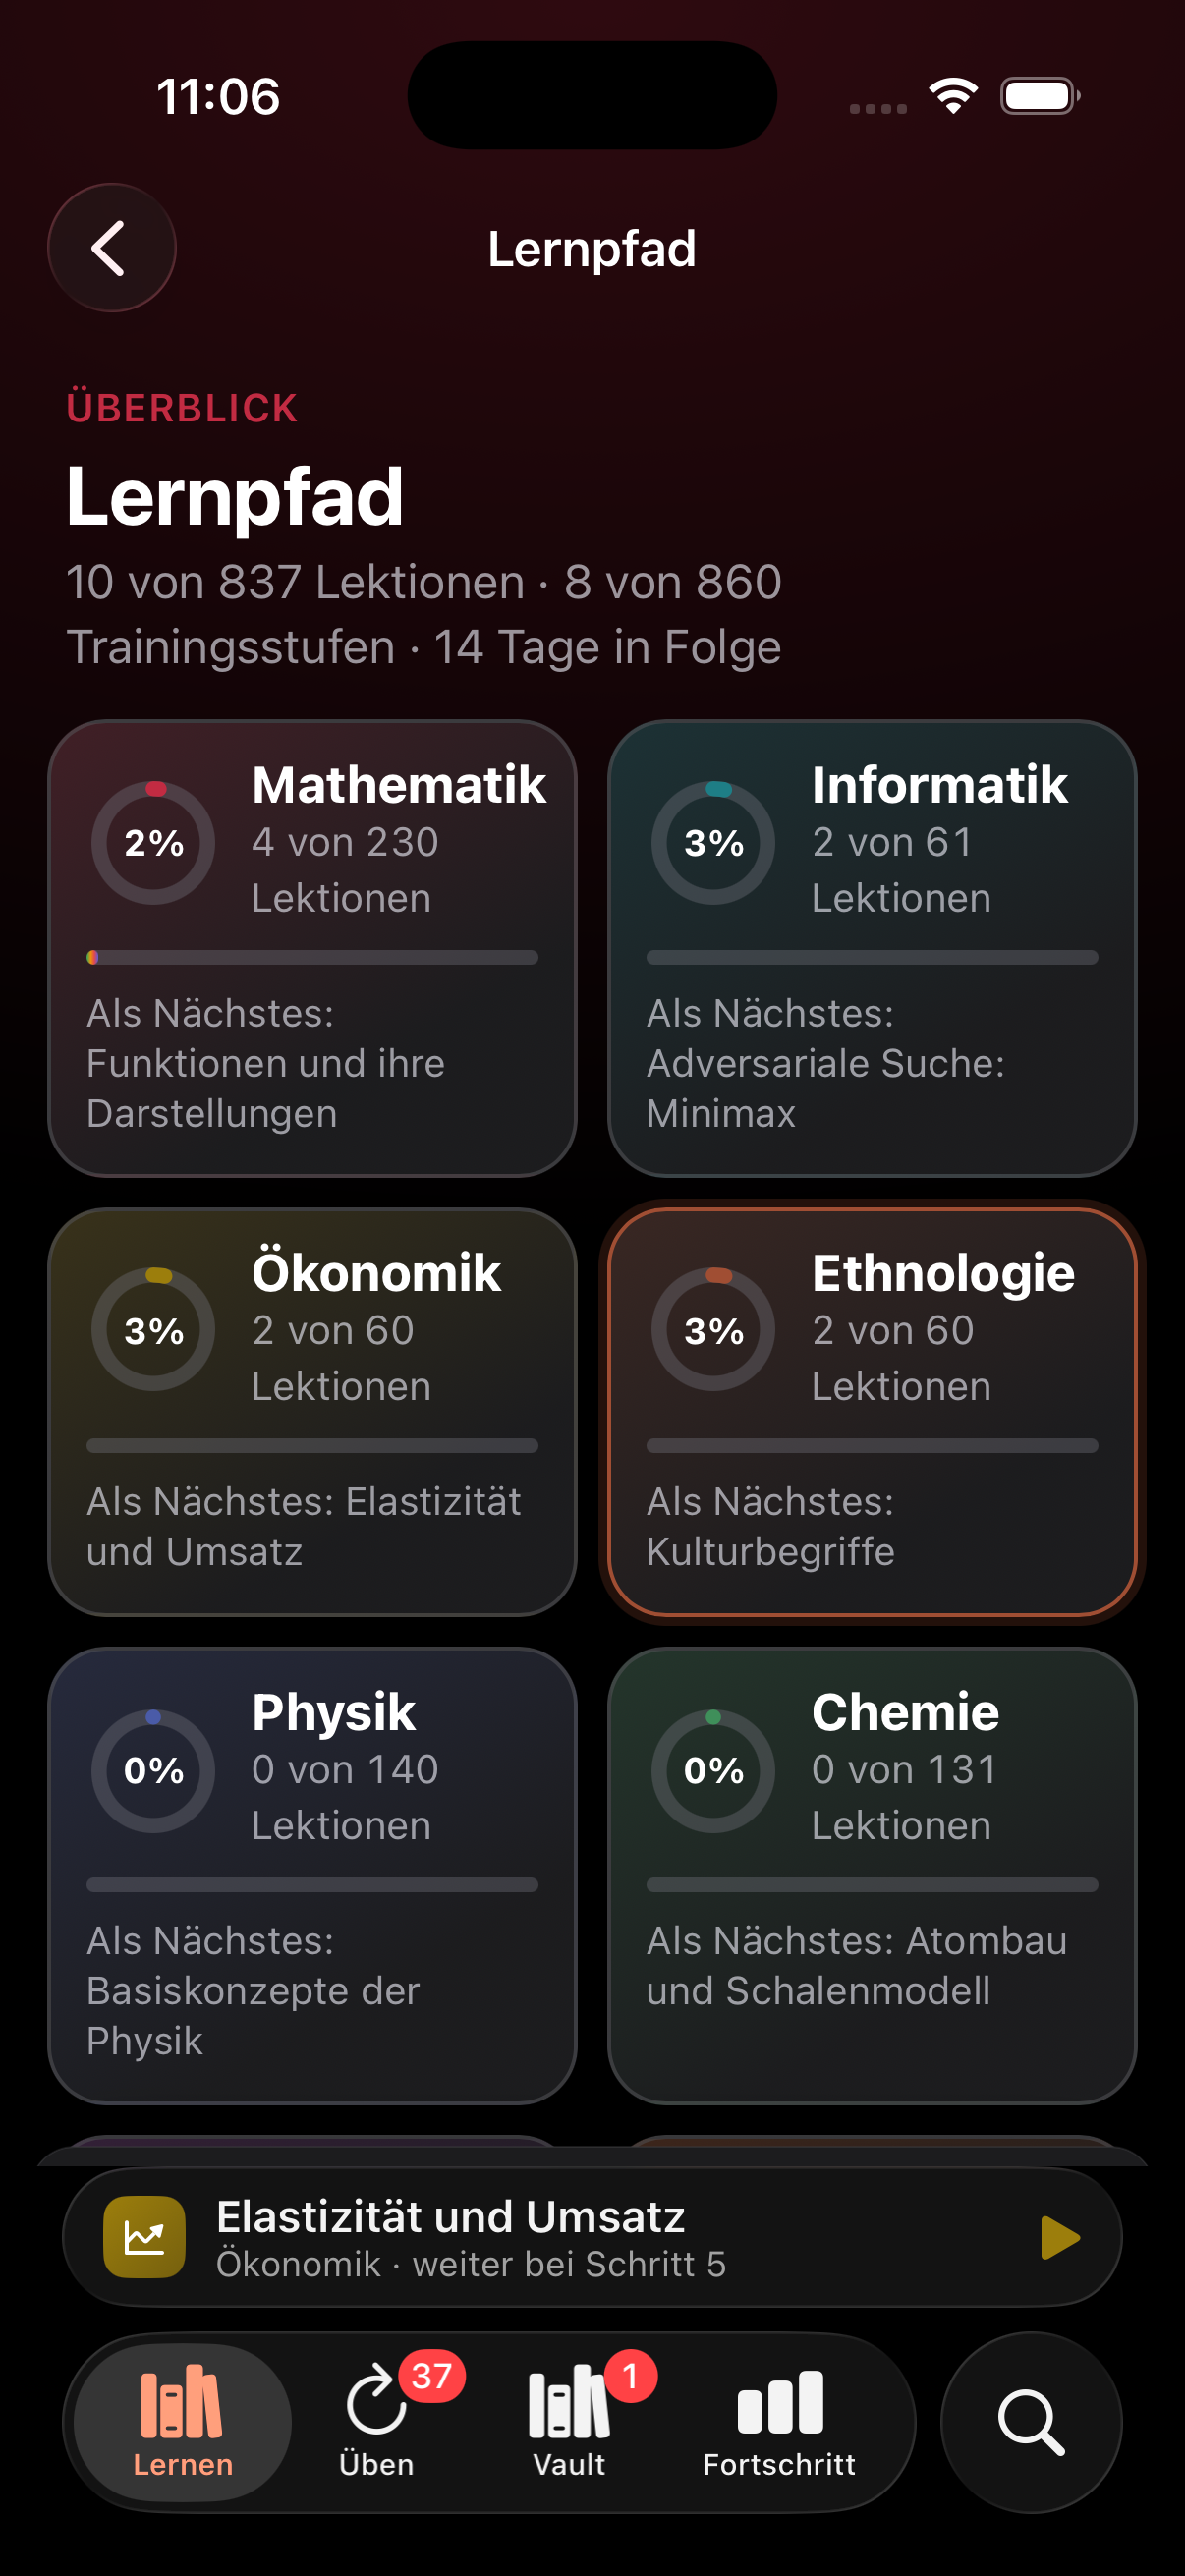 11:06
Lernpfad
ÜBERBLICK
Lernpfad
10 von 837 Lektionen · 8 von 860
Trainingsstufen · 14 Tage in Folge
2%
Mathematik
4 von 230
Lektionen
Als Nächstes:
Funktionen und ihre
Darstellungen
3%
Informatik
2 von 61
Lektionen
Als Nächstes:
Adversariale Suche:
Minimax
3%
Ökonomik
2 von 60
Lektionen
Als Nächstes: Elastizität
und Umsatz
3%
Ethnologie
2 von 60
Lektionen
Als Nächstes:
Kulturbegriffe
0%
Physik
0 von 140
Lektionen
Als Nächstes:
Basiskonzepte der
Physik
0%
Chemie
0 von 131
Lektionen
Als Nächstes: Atombau
und Schalenmodell
Elastizität und Umsatz
Ökonomik · weiter bei Schritt 5
Lernen
37
Üben
1
Vault
Fortschritt